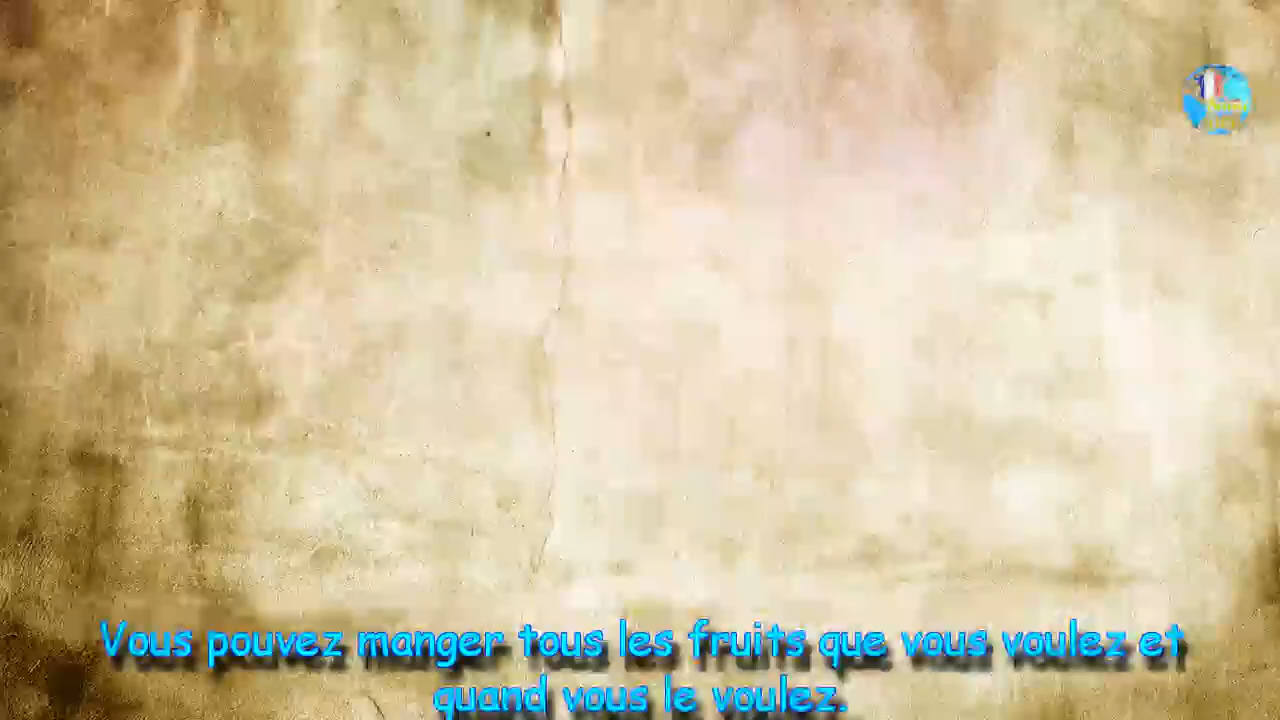 Vous pouvez manger tous les fruits que vous voulez et
quand vous le voulez.